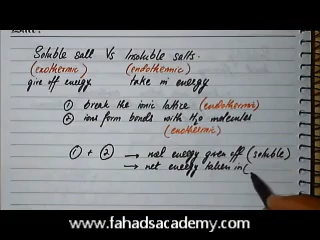 Soluble salt Vs Insoluble salts.
(exothermic) (endothermic)
give off energy take in energy
① break the ionic lattice (endothermic)
② ions form bonds with H₂O molecules
(exothermic)
① + ② → net energy given off (soluble)
→ net energy taken in (
www.fahadsacademy.com